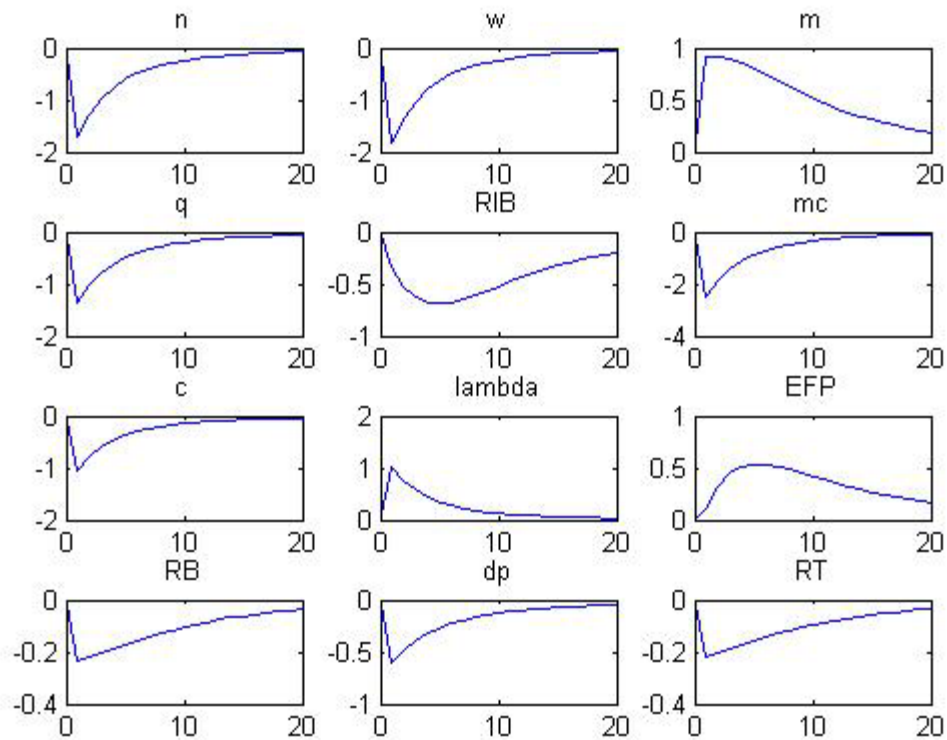 n w m
0 0 1
-1 -1 0.5
-2 -2 0
0 10 20 0 10 20 0 10 20
q RIB mc
0 0 0
-1 -0.5 -2
-2 -1 -4
0 10 20 0 10 20 0 10 20
c lambda EFP
0 2 1
-1 1 0.5
-2 0 0
0 10 20 0 10 20 0 10 20
RB dp RT
0 0 0
-0.2 -0.5 -0.2
-0.4 -1 -0.4
0 10 20 0 10 20 0 10 20